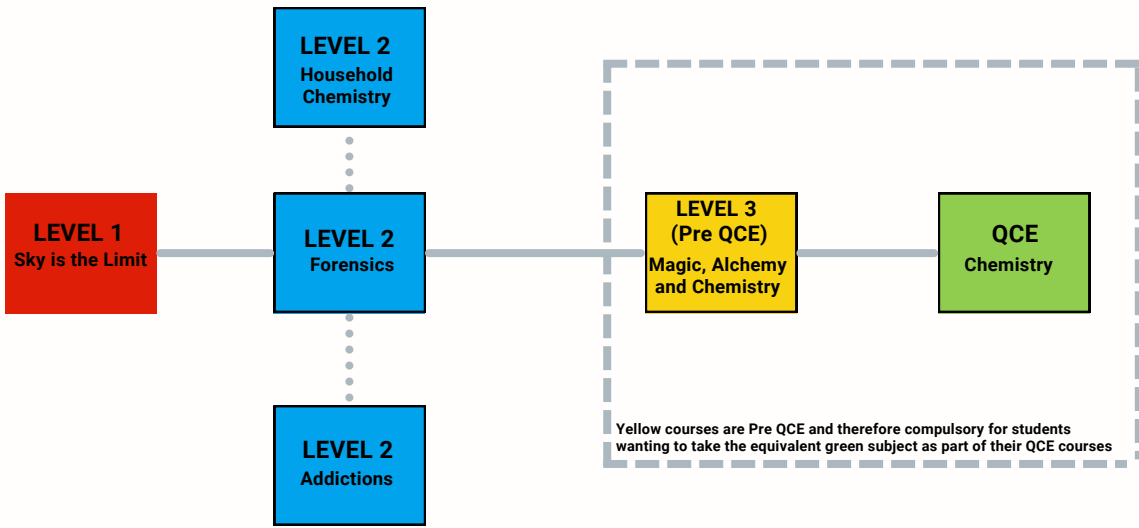 LEVEL 2
Household
Chemistry
LEVEL 1
Sky is the Limit
LEVEL 2
Forensics
LEVEL 3
(Pre QCE)
Magic, Alchemy
and Chemistry
QCE
Chemistry
LEVEL 2
Addictions
Yellow courses are Pre QCE and therefore compulsory for students
wanting to take the equivalent green subject as part of their QCE courses